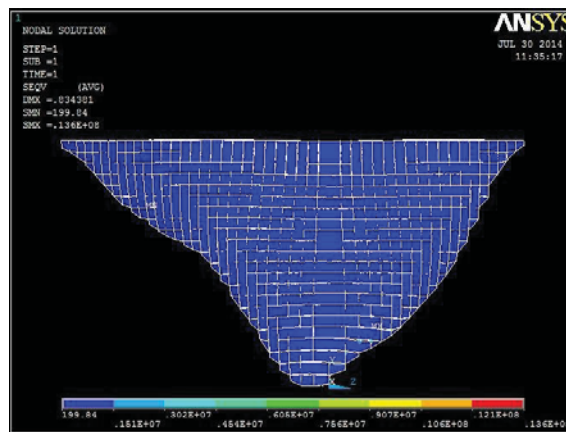 1
NODAL SOLUTION
STEP=1
SUB =1
TIME=1
SEQV (AVG)
DMX =.834381
SMN =199.84
SMX =.136E+08
ANSYS
JUL 30 2014
11:35:17
MX
Y
X Z
199.84 .302E+07 .605E+07 .907E+07 .121E+08
.151E+07 .454E+07 .756E+07 .106E+08 .136E+08